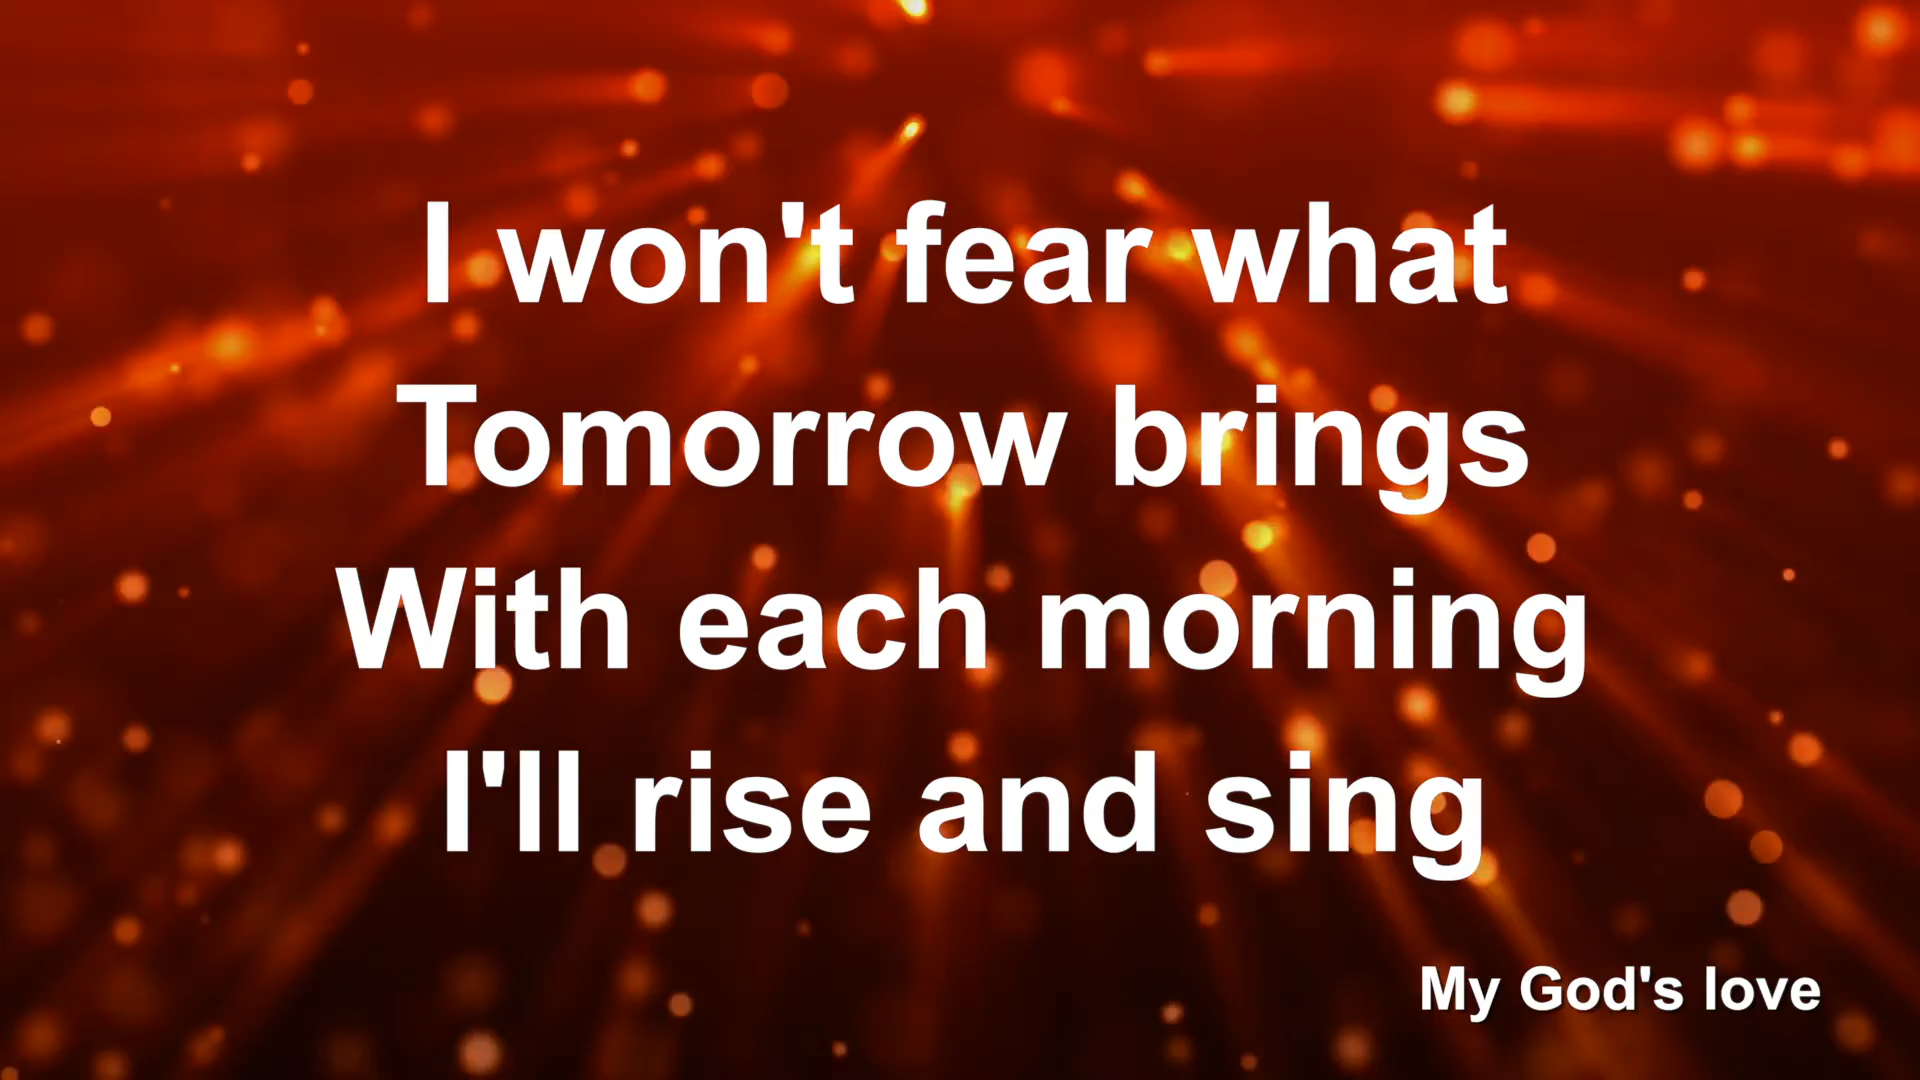 I won't fear what
Tomorrow brings
With each morning
I'll rise and sing
My God's love